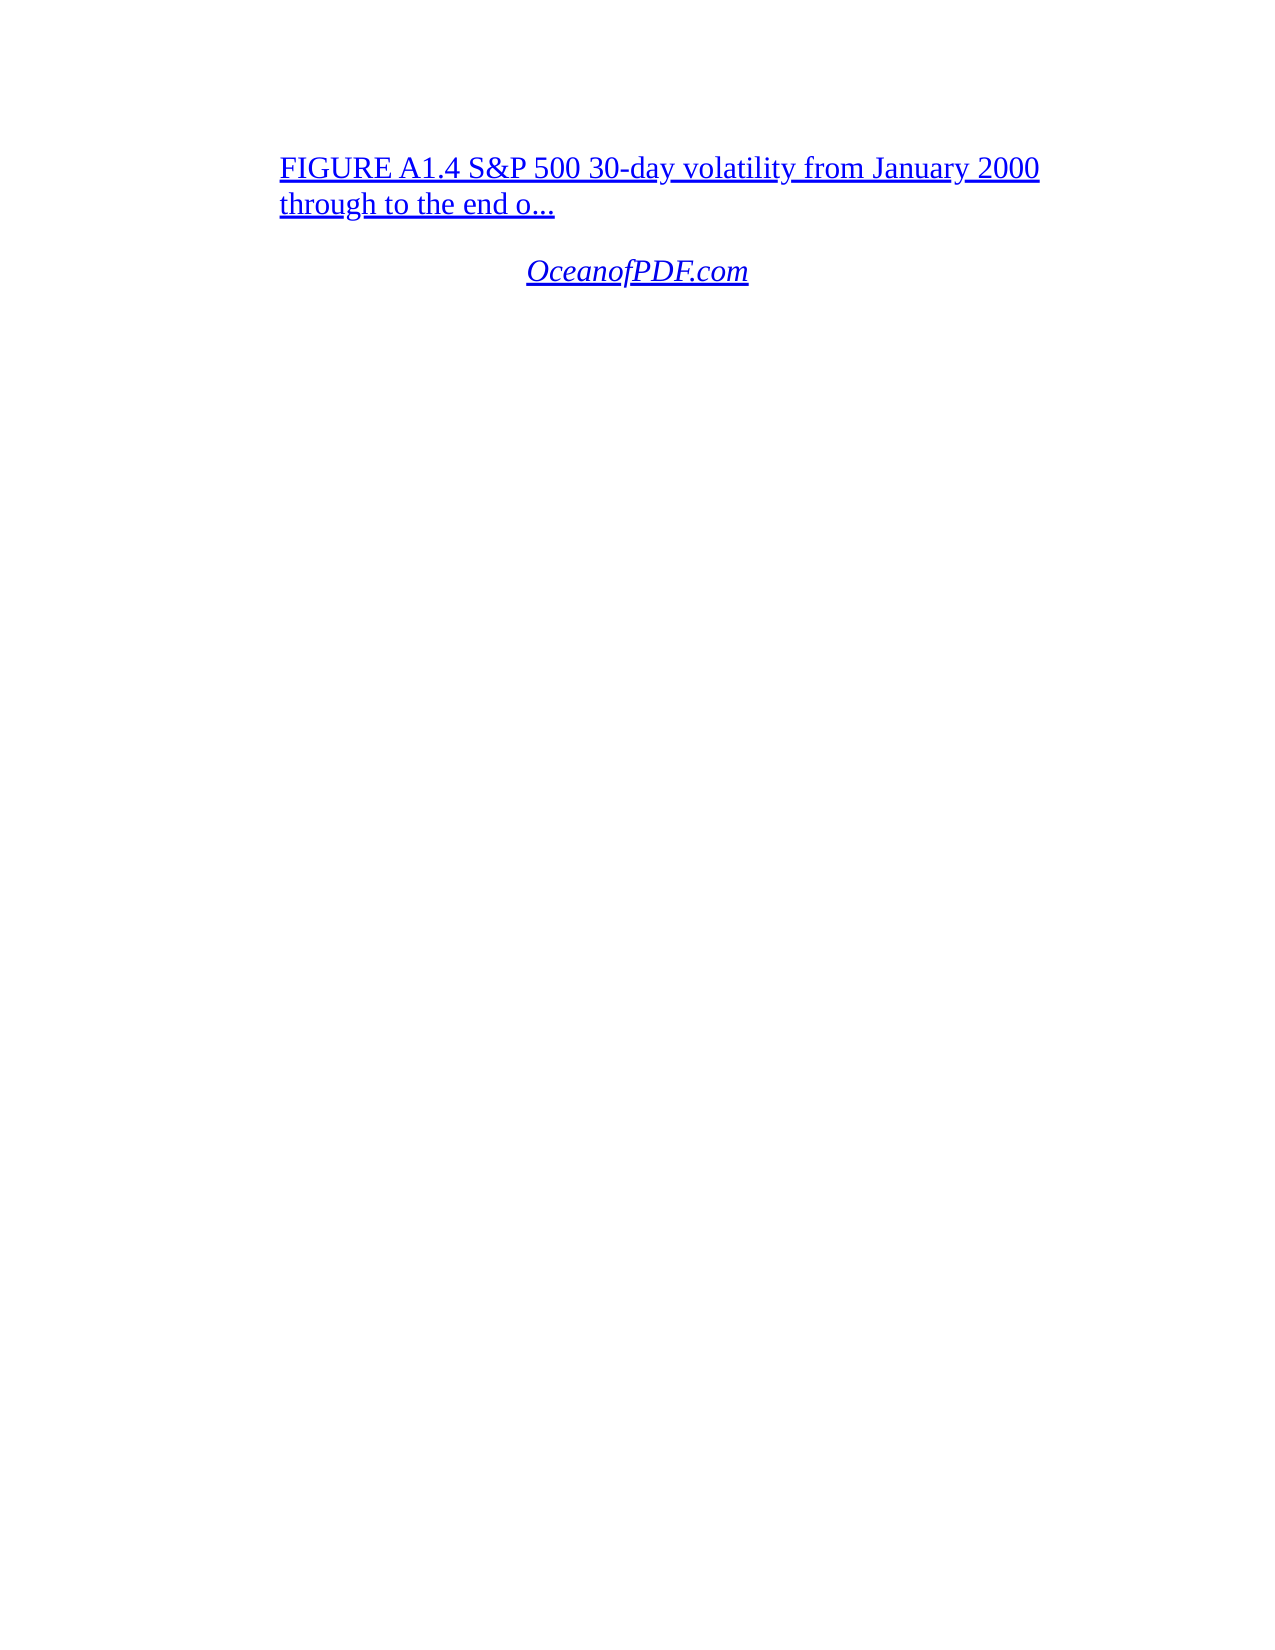 FIGURE A1.4 S&P 500 30-day volatility from January 2000
through to the end o...
OceanofPDF.com